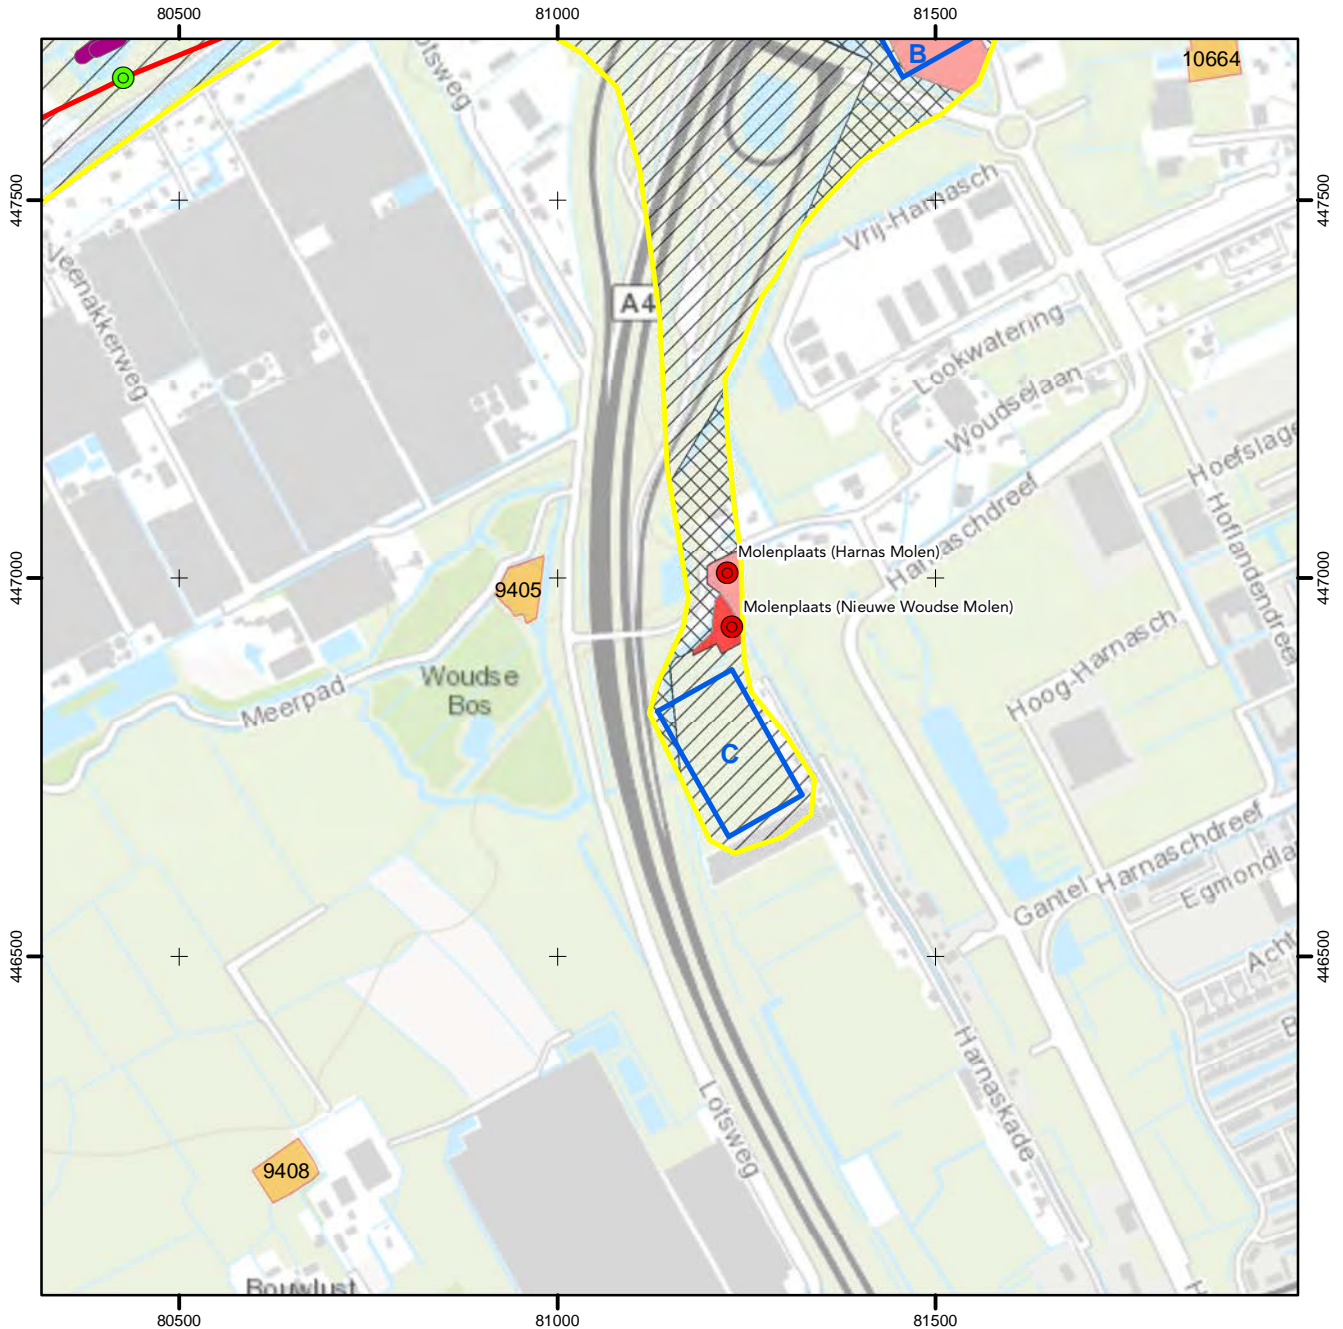 80500
81000
81500
B
10664
otsweg
447500
447500
Vrij-Harnasch
Veenakkerweg
A4
Lookwatering
Woudselaan
Hoefslage
Harnaschdreef
Hoflandendreef
Molenplaats (Harnas Molen)
447000
9405
447000
Molenplaats (Nieuwe Woudse Molen)
Hoog-Harnasch
Woudse
Bos
Meerpad
C
Gantel
Harnaschdreef
Egmondla
446500
446500
Acht
Harnaskade
Lotsweg
9408
Bouwlust
H
80500
81000
81500